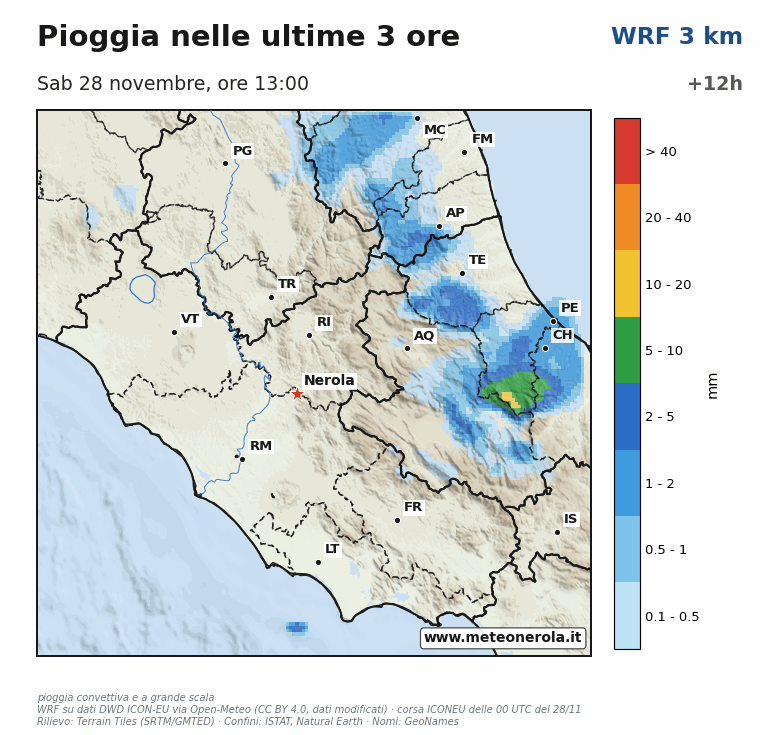 Pioggia nelle ultime 3 ore
WRF 3 km
Sab 28 novembre, ore 13:00
+12h
MC
FM
PG
AP
TE
TR
PE
VT
RI
AQ
CH
Nerola
RM
FR
IS
LT
www.meteonerola.it
> 40
20 - 40
10 - 20
5 - 10
2 - 5
1 - 2
0.5 - 1
0.1 - 0.5
mm
pioggia convettiva e a grande scala
WRF su dati DWD ICON-EU via Open-Meteo (CC BY 4.0, dati modificati) · corsa ICONEU delle 00 UTC del 28/11
Rilievo: Terrain Tiles (SRTM/GMTED) · Confini: ISTAT, Natural Earth · Nomi: GeoNames